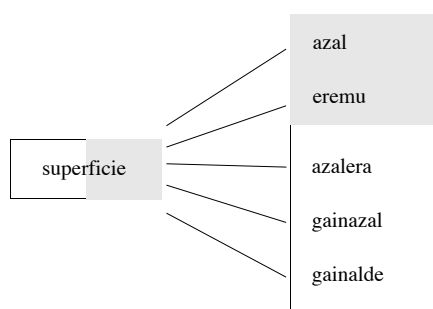 azal
eremu
superficie
azalera
gainazal
gainalde